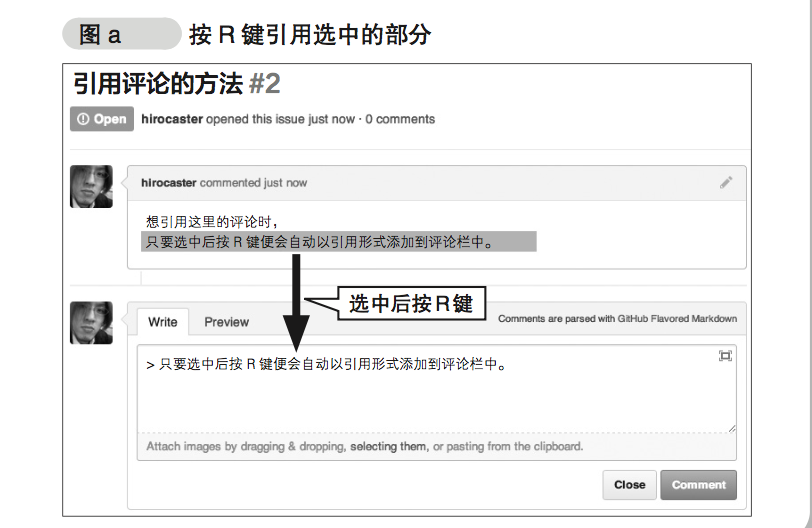 图 a 按 R 键引用选中的部分
引用评论的方法 #2
Open hirocaster opened this issue just now · 0 comments
hirocaster commented just now
想引用这里的评论时，
只要选中后按 R 键便会自动以引用形式添加到评论栏中。
选中后按 R 键
Write Preview Comments are parsed with GitHub Flavored Markdown
> 只要选中后按 R 键便会自动以引用形式添加到评论栏中。
Attach images by dragging & dropping, selecting them, or pasting from the clipboard.
Close Comment